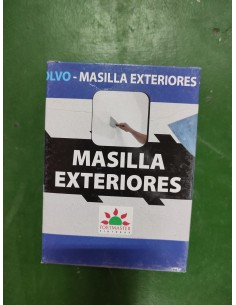 OLVO - MASILLA EXTERIORES -
MASILLA
EXTERIORES